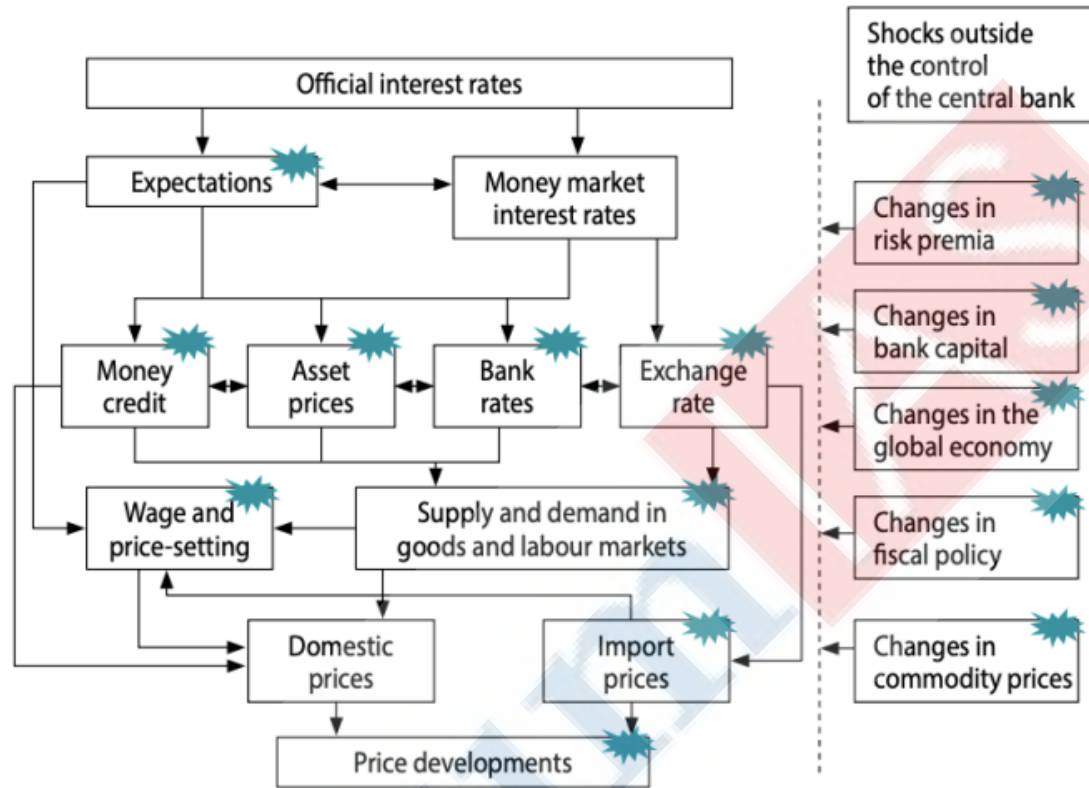 Official interest rates
Shocks outside
the control
of the central bank
Expectations
Money market
interest rates
Changes in
risk premia
Changes in
bank capital
Money
credit
Asset
prices
Bank
rates
Exchange
rate
Changes in the
global economy
Wage and
price-setting
Supply and demand in
goods and labour markets
Changes in
fiscal policy
Domestic
prices
Import
prices
Changes in
commodity prices
Price developments